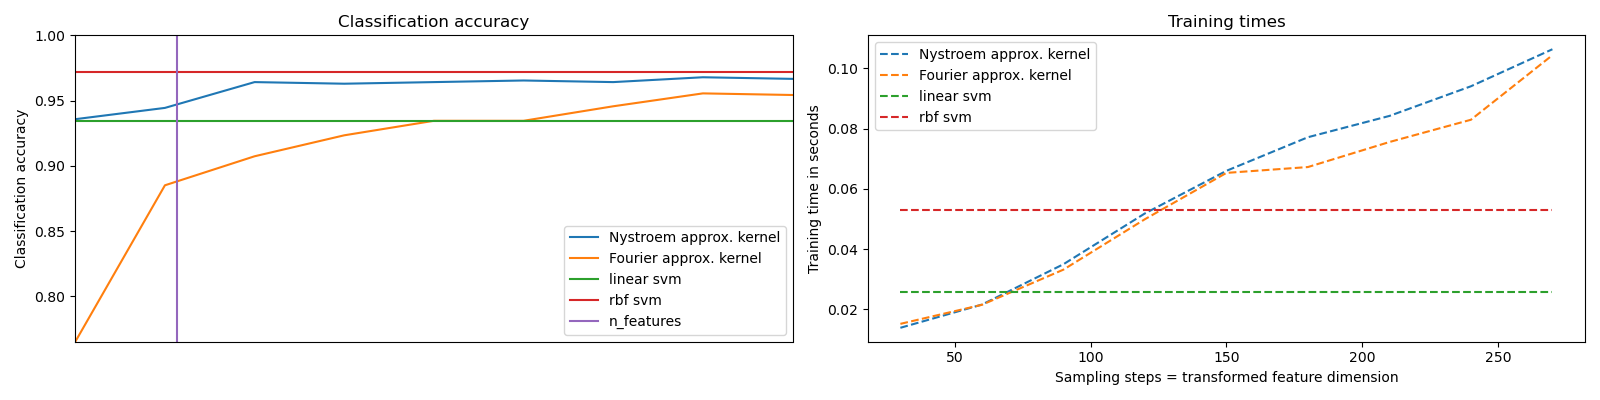 Classification accuracy
Classification accuracy
1.00
0.95
0.90
0.85
0.80
Nystroem approx. kernel
Fourier approx. kernel
linear svm
rbf svm
n_features
Training times
Training time in seconds
0.10
0.08
0.06
0.04
0.02
Nystroem approx. kernel
Fourier approx. kernel
linear svm
rbf svm
50 100 150 200 250
Sampling steps = transformed feature dimension